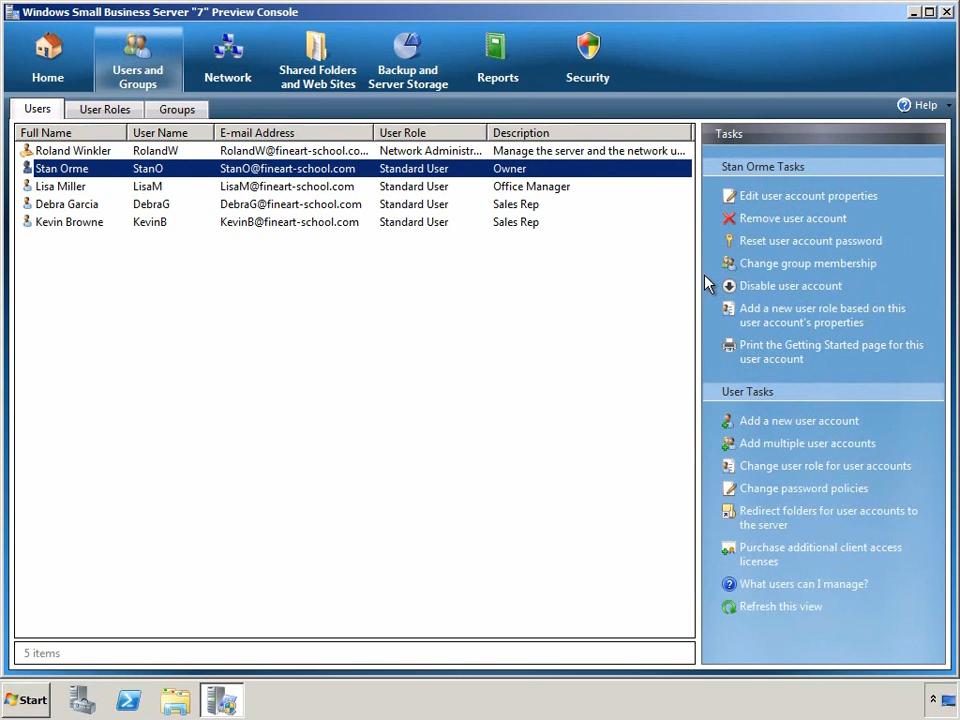 Windows Small Business Server "7" Preview Console
Home
Users and
Groups
Network
Shared Folders
and Web Sites
Backup and
Server Storage
Reports
Security
Users
User Roles
Groups
Help
Full Name User Name E-mail Address User Role Description
Roland Winkler RolandW RolandW@fineart-school.co... Network Administr... Manage the server and the network u...
Stan Orme StanO StanO@fineart-school.com Standard User Owner
Lisa Miller LisaM LisaM@fineart-school.com Standard User Office Manager
Debra Garcia DebraG DebraG@fineart-school.com Standard User Sales Rep
Kevin Browne KevinB KevinB@fineart-school.com Standard User Sales Rep
5 items
Tasks
Stan Orme Tasks
Edit user account properties
Remove user account
Reset user account password
Change group membership
Disable user account
Add a new user role based on this
user account's properties
Print the Getting Started page for this
user account
User Tasks
Add a new user account
Add multiple user accounts
Change user role for user accounts
Change password policies
Redirect folders for user accounts to
the server
Purchase additional client access
licenses
What users can I manage?
Refresh this view
Start